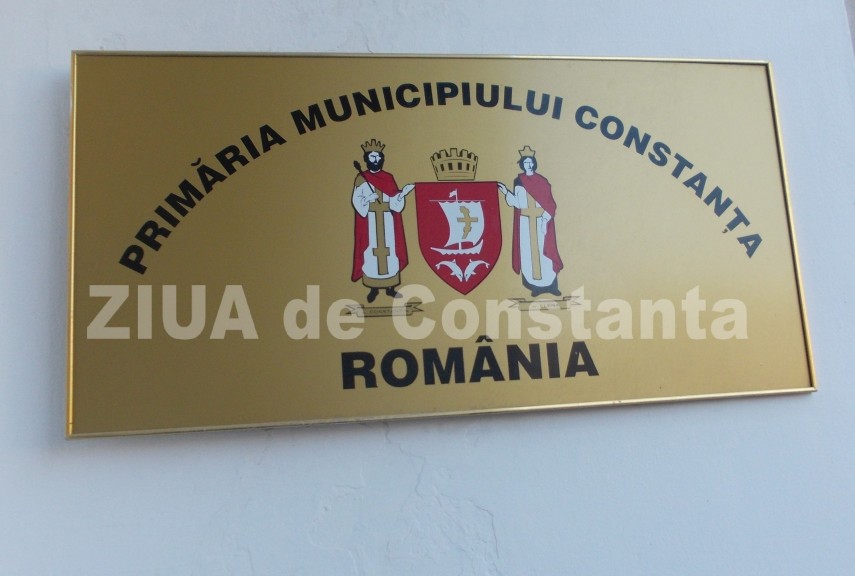 PRIMĂRIA MUNICIPIULUI CONSTANȚA
ZIUA de Constanta
ROMÂNIA